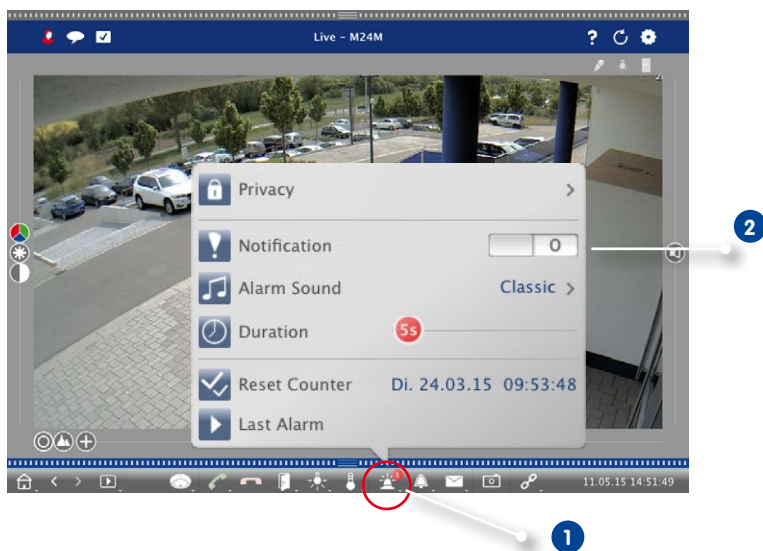 Live – M24M
?
Privacy
Notification
O
Alarm Sound
Classic
Duration
5s
Reset Counter
Di. 24.03.15 09:53:48
Last Alarm
1
11.05.15 14:51:49
2
1